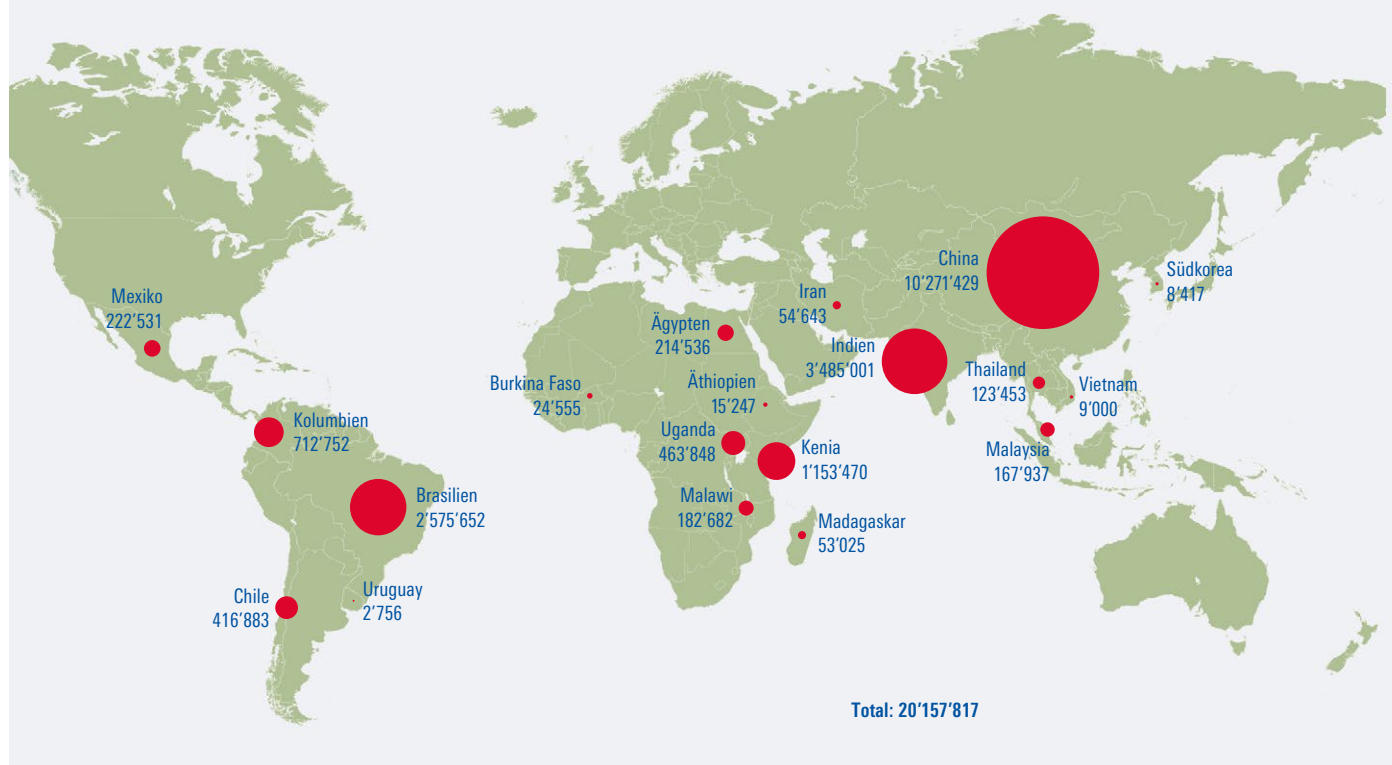 China
10’271’429
Südkorea
8’417
Mexiko
222’531
Iran
54’643
Ägypten
214’536
Indien
3’485’001
Thailand
123’453
Vietnam
9’000
Burkina Faso
24’555
Äthiopien
15’247
Kolumbien
712’752
Uganda
463’848
Kenia
1’153’470
Malaysia
167’937
Brasilien
2’575’652
Malawi
182’682
Madagaskar
53’025
Chile
416’883
Uruguay
2’756
Total: 20’157’817